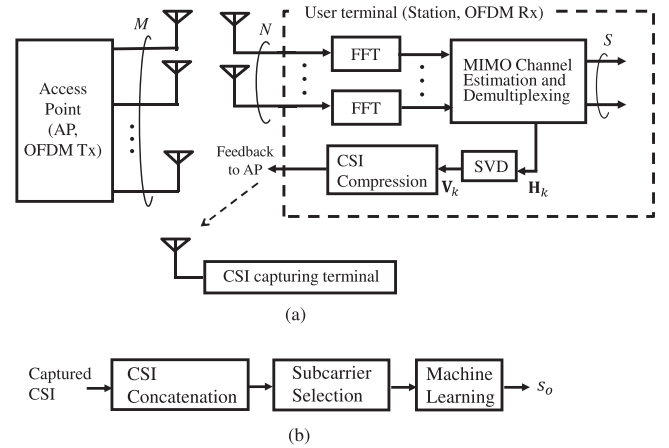 User terminal (Station, OFDM Rx)
M
N
S
Access
Point
(AP,
OFDM Tx)
FFT
FFT
MIMO Channel
Estimation and
Demultiplexing
Feedback
to AP
CSI
Compression
V_k
SVD
H_k
CSI capturing terminal
(a)
Captured
CSI
CSI
Concatenation
Subcarrier
Selection
Machine
Learning
s_o
(b)